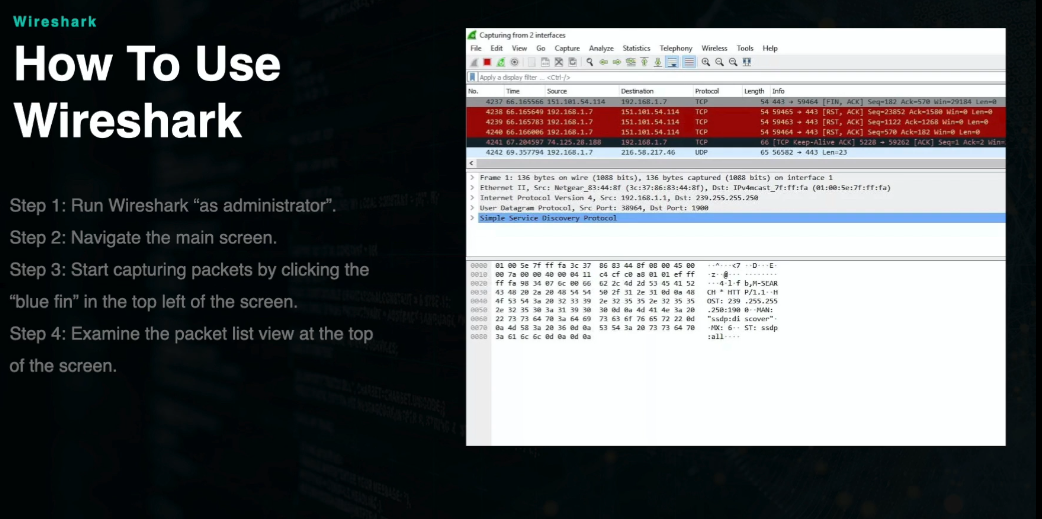 Wireshark
How To Use
Wireshark
Step 1: Run Wireshark “as administrator”.
Step 2: Navigate the main screen.
Step 3: Start capturing packets by clicking the
“blue fin” in the top left of the screen.
Step 4: Examine the packet list view at the top
of the screen.
Capturing from 2 interfaces
File Edit View Go Capture Analyze Statistics Telephony Wireless Tools Help
Apply a display filter ... <Ctrl-/>
No. Time Source Destination Protocol Length Info
4237 66.165566 151.101.54.114 192.168.1.7 TCP 54 443 → 59464 [FIN, ACK] Seq=182 Ack=570 Win=29184 Len=0
4238 66.165649 192.168.1.7 151.101.54.114 TCP 54 59465 → 443 [RST, ACK] Seq=23852 Ack=1580 Win=0 Len=0
4239 66.165783 192.168.1.7 151.101.54.114 TCP 54 59463 → 443 [RST, ACK] Seq=1122 Ack=1268 Win=0 Len=0
4240 66.166006 192.168.1.7 151.101.54.114 TCP 54 59464 → 443 [RST, ACK] Seq=570 Ack=182 Win=0 Len=0
4241 67.204597 74.125.28.188 192.168.1.7 TCP 66 [TCP Keep-Alive ACK] 5228 → 59262 [ACK] Seq=1 Ack=2 Win=
4242 69.357794 192.168.1.7 216.58.217.46 UDP 65 56582 → 443 Len=23
Frame 1: 136 bytes on wire (1088 bits), 136 bytes captured (1088 bits) on interface 1
Ethernet II, Src: Netgear_83:44:8f (3c:37:86:83:44:8f), Dst: IPv4mcast_7f:ff:fa (01:00:5e:7f:ff:fa)
Internet Protocol Version 4, Src: 192.168.1.1, Dst: 239.255.255.250
User Datagram Protocol, Src Port: 38964, Dst Port: 1900
Simple Service Discovery Protocol
0000 01 00 5e 7f ff fa 3c 37 86 83 44 8f 08 00 45 00 ··^···<7 ··D···E·
0010 00 7a 00 00 40 00 04 11 c4 cf c0 a8 01 01 ef ff ·z··@··· ········
0020 ff fa 98 34 07 6c 00 66 62 2c 4d 2d 53 45 41 52 ···4·l·f b,M-SEAR
0030 43 48 20 2a 20 48 54 54 50 2f 31 2e 31 0d 0a 48 CH * HTT P/1.1··H
0040 4f 53 54 3a 20 32 33 39 2e 32 35 35 2e 32 35 35 OST: 239 .255.255
0050 2e 32 35 30 3a 31 39 30 30 0d 0a 4d 41 4e 3a 20 .250:190 0··MAN:
0060 22 73 73 64 70 3a 64 69 73 63 6f 76 65 72 22 0d "ssdp:di scover"·
0070 0a 4d 58 3a 20 36 0d 0a 53 54 3a 20 73 73 64 70 ·MX: 6·· ST: ssdp
0080 3a 61 6c 6c 0d 0a 0d 0a :all····